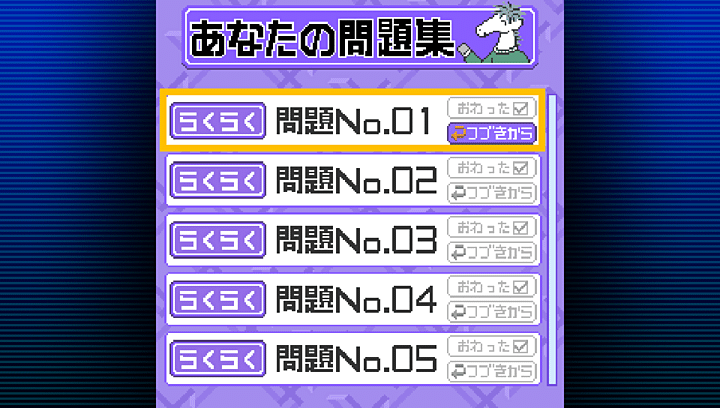 あなたの問題集
らくらく 問題No.01 おわった
つづきから
らくらく 問題No.02 おわった
つづきから
らくらく 問題No.03 おわった
つづきから
らくらく 問題No.04 おわった
つづきから
らくらく 問題No.05 おわった
つづきから